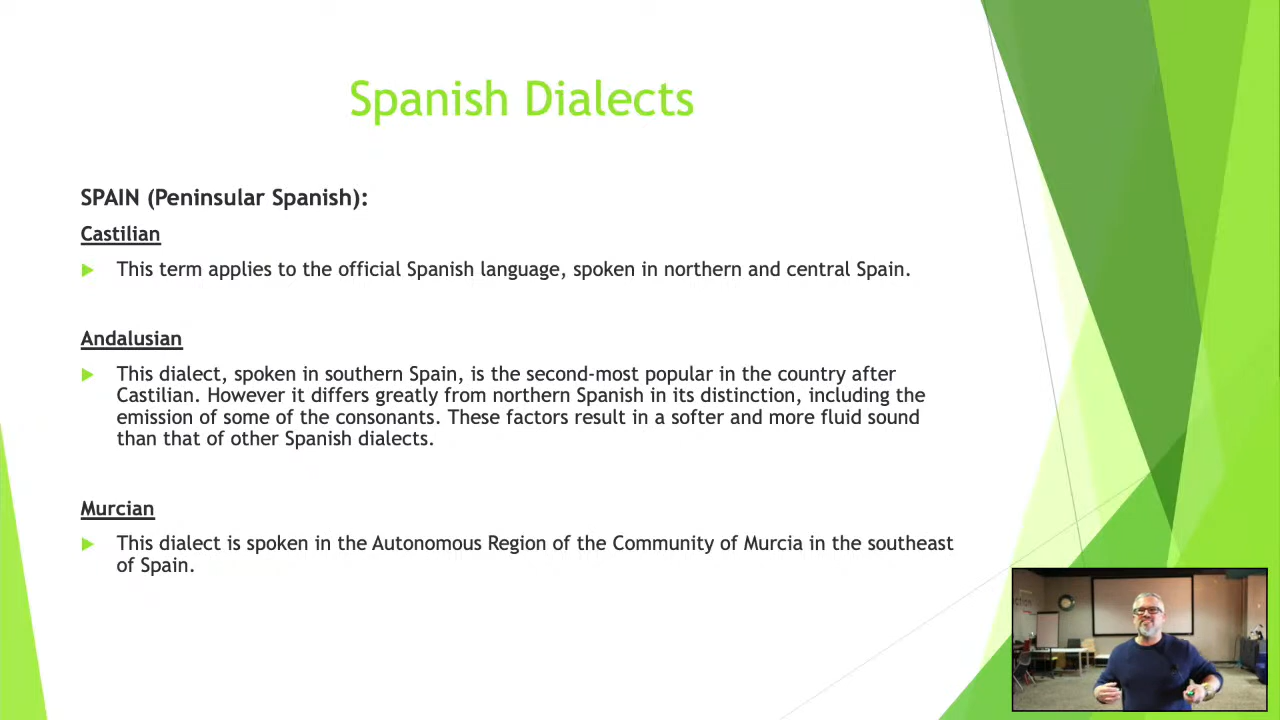 Spanish Dialects
SPAIN (Peninsular Spanish):
Castilian
This term applies to the official Spanish language, spoken in northern and central Spain.
Andalusian
This dialect, spoken in southern Spain, is the second-most popular in the country after
Castilian. However it differs greatly from northern Spanish in its distinction, including the
emission of some of the consonants. These factors result in a softer and more fluid sound
than that of other Spanish dialects.
Murcian
This dialect is spoken in the Autonomous Region of the Community of Murcia in the southeast
of Spain.